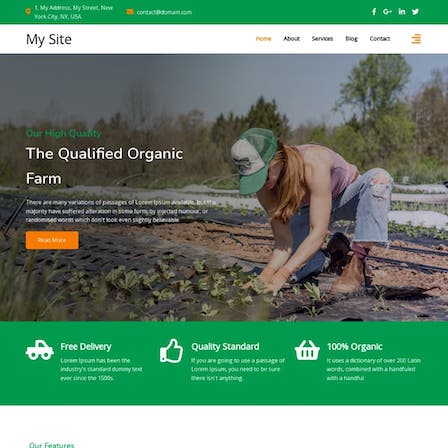 1, My Address, My Street, New
York City, NY, USA
contact@domain.com
My Site
Home About Services Blog Contact
Our High Quality
The Qualified Organic
Farm
There are many variations of passages of Lorem Ipsum available, but the
majority have suffered alteration in some form, by injected humour, or
randomised words which don't look even slightly believable.
Read More
Free Delivery
Lorem Ipsum has been the
industry's standard dummy text
ever since the 1500s.
Quality Standard
If you are going to use a passage of
Lorem Ipsum, you need to be sure
there isn't anything.
100% Organic
It uses a dictionary of over 200 Latin
words, combined with a handfuled
with a handful
Our Features